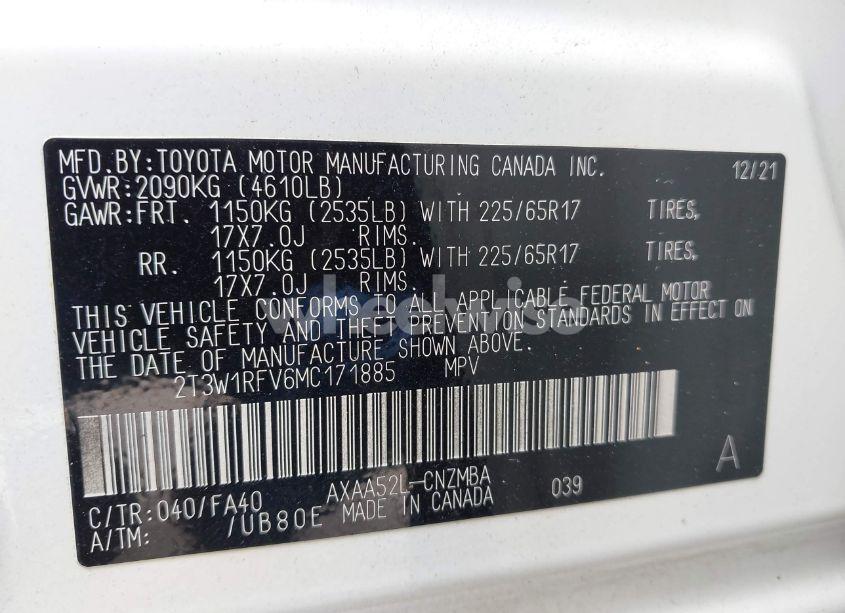 MFD.BY:TOYOTA MOTOR MANUFACTURING CANADA INC. 12/21
GVWR:2090KG (4610LB)
GAWR:FRT. 1150KG (2535LB) WITH 225/65R17 TIRES,
17X7.0J RIMS.
RR. 1150KG (2535LB) WITH 225/65R17 TIRES,
17X7.0J RIMS.
THIS VEHICLE CONFORMS TO ALL APPLICABLE FEDERAL MOTOR
VEHICLE SAFETY AND THEFT PREVENTION STANDARDS IN EFFECT ON
THE DATE OF MANUFACTURE SHOWN ABOVE.
2T3W1RFV6MC171885 MPV
A
C/TR:040/FA40 AXAA52L-CNZMBA 039
A/TM: /UB80E MADE IN CANADA
wheelwise